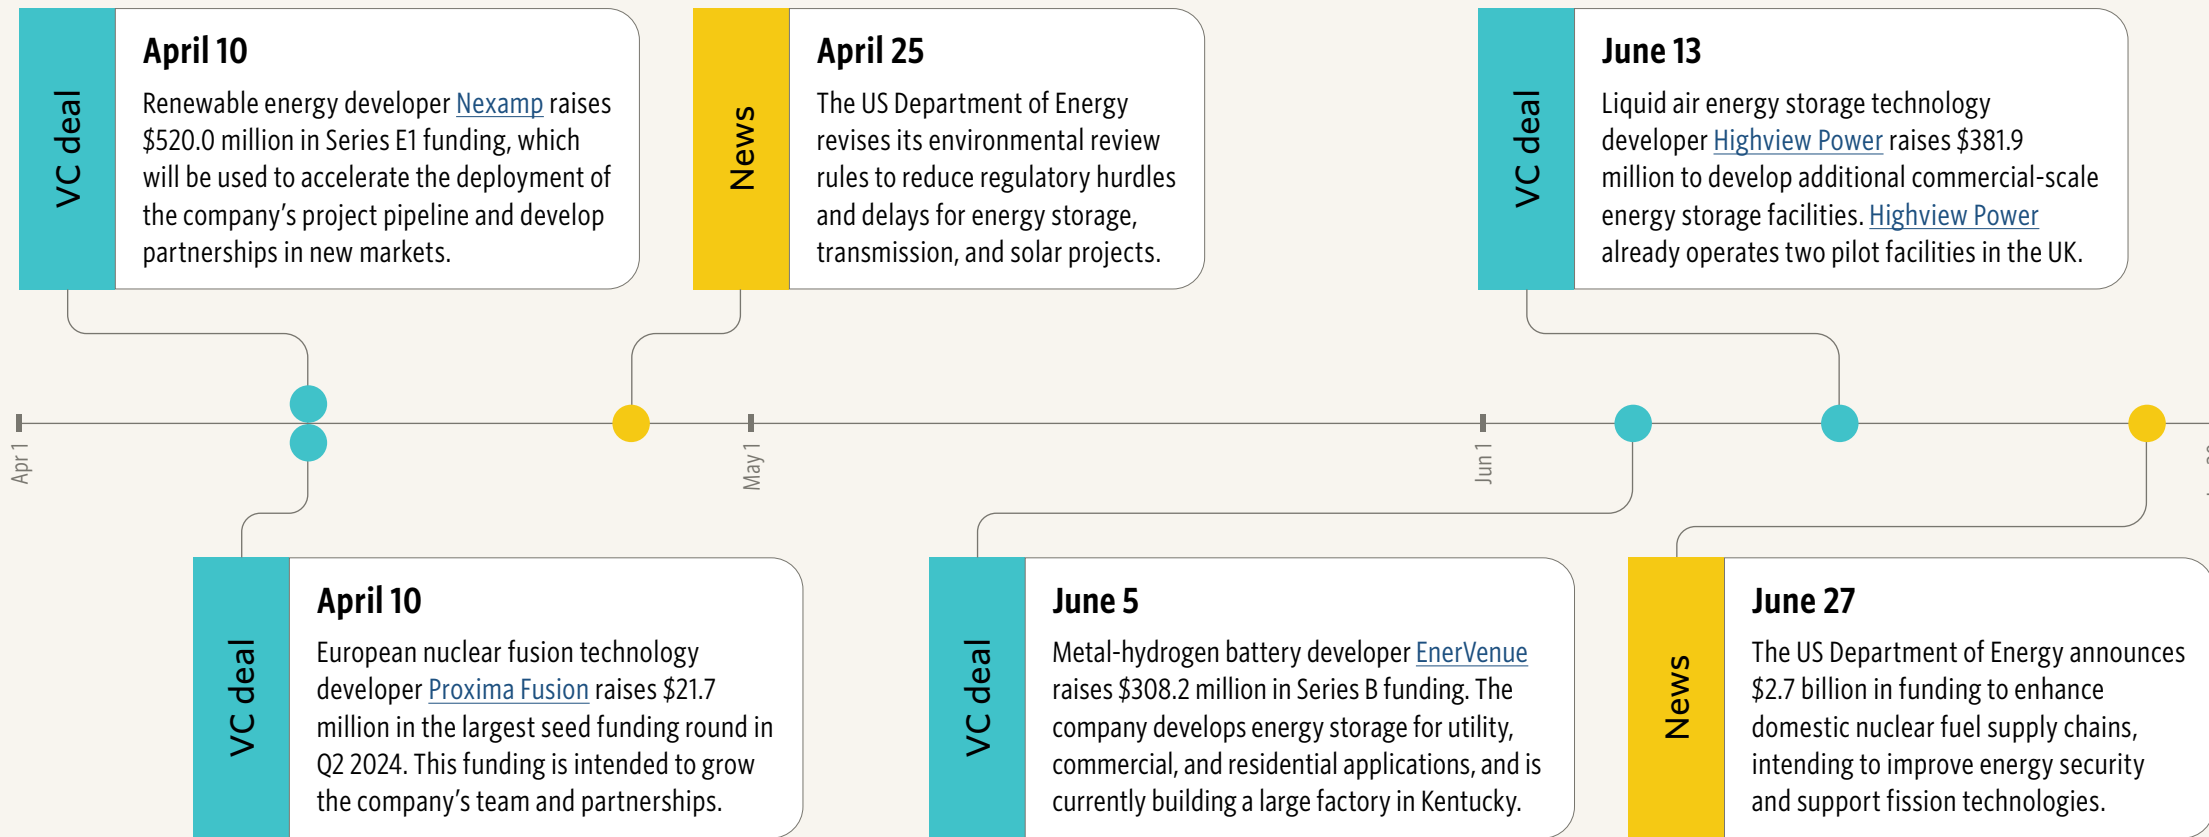 VC deal
April 10
Renewable energy developer Nexamp raises
$520.0 million in Series E1 funding, which
will be used to accelerate the deployment of
the company’s project pipeline and develop
partnerships in new markets.
News
April 25
The US Department of Energy
revises its environmental review
rules to reduce regulatory hurdles
and delays for energy storage,
transmission, and solar projects.
VC deal
June 13
Liquid air energy storage technology
developer Highview Power raises $381.9
million to develop additional commercial-scale
energy storage facilities. Highview Power
already operates two pilot facilities in the UK.
Apr 1
May 1
Jun 1
VC deal
April 10
European nuclear fusion technology
developer Proxima Fusion raises $21.7
million in the largest seed funding round in
Q2 2024. This funding is intended to grow
the company’s team and partnerships.
VC deal
June 5
Metal-hydrogen battery developer EnerVenue
raises $308.2 million in Series B funding. The
company develops energy storage for utility,
commercial, and residential applications, and is
currently building a large factory in Kentucky.
News
June 27
The US Department of Energy announces
$2.7 billion in funding to enhance
domestic nuclear fuel supply chains,
intending to improve energy security
and support fission technologies.